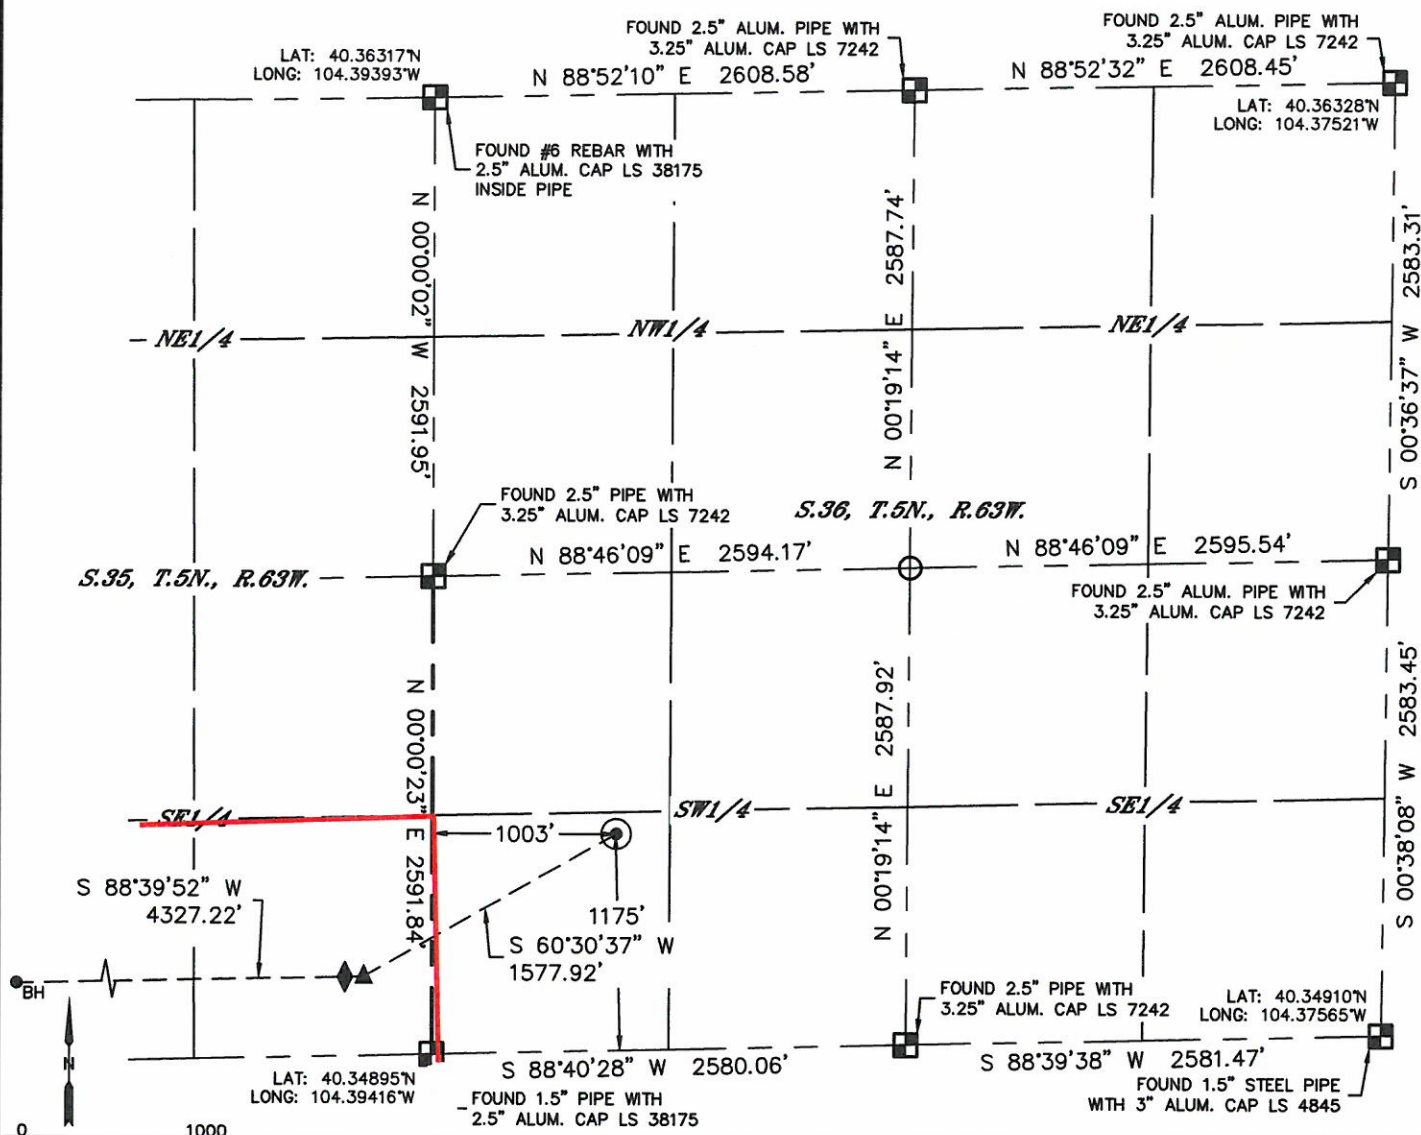 FOUND 2.5" ALUM. PIPE WITH
3.25" ALUM. CAP LS 7242
FOUND 2.5" ALUM. PIPE WITH
3.25" ALUM. CAP LS 7242
LAT: 40.36317°N
LONG: 104.39393°W
N 88°52'10" E 2608.58'
N 88°52'32" E 2608.45'
LAT: 40.36328°N
LONG: 104.37521°W
FOUND #6 REBAR WITH
2.5" ALUM. CAP LS 38175
INSIDE PIPE
N 00°00'02" W 2591.95'
N 00°19'14" E 2587.74'
S 00°36'37" W 2583.31'
NE1/4
NW1/4
NE1/4
FOUND 2.5" PIPE WITH
3.25" ALUM. CAP LS 7242
S.36, T.5N., R.63W.
N 88°46'09" E 2594.17'
N 88°46'09" E 2595.54'
S.35, T.5N., R.63W.
FOUND 2.5" ALUM. PIPE WITH
3.25" ALUM. CAP LS 7242
N 00°00'23" E 2591.84'
N 00°19'14" E 2587.92'
S 00°38'08" W 2583.45'
SE1/4
SW1/4
SE1/4
1003'
S 88°39'52" W
4327.22'
1175'
S 60°30'37" W
1577.92'
BH
N
FOUND 2.5" PIPE WITH
3.25" ALUM. CAP LS 7242
LAT: 40.34910°N
LONG: 104.37565°W
S 88°40'28" W 2580.06'
S 88°39'38" W 2581.47'
LAT: 40.34895°N
LONG: 104.39416°W
FOUND 1.5" PIPE WITH
2.5" ALUM. CAP LS 38175
FOUND 1.5" STEEL PIPE
WITH 3" ALUM. CAP LS 4845
0 1000